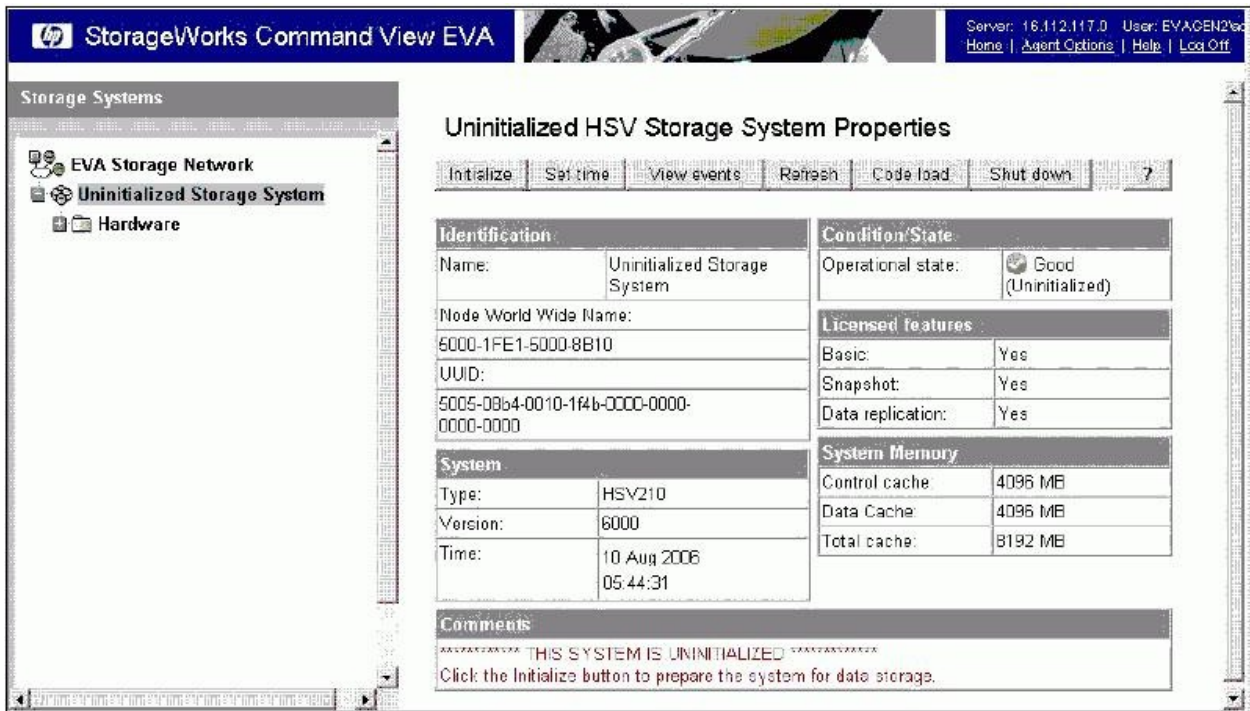 hp StorageWorks Command View EVA
Server: 16.112.117.0 User: EVAGEN2\
Home | Agent Options | Help | Log Off
Storage Systems
EVA Storage Network
Uninitialized Storage System
Hardware
Uninitialized HSV Storage System Properties
Initialize Set time View events Refresh Code load Shut down ?
Identification
Name: Uninitialized Storage
System
Node World Wide Name:
5000-1FE1-5000-8B10
UUID:
5005-08b4-0010-1f4b-0000-0000-
0000-0000
System
Type: HSV210
Version: 6000
Time: 10 Aug 2006
05:44:31
Condition/State
Operational state: Good
(Uninitialized)
Licensed features
Basic: Yes
Snapshot: Yes
Data replication: Yes
System Memory
Control cache: 4096 MB
Data Cache: 4096 MB
Total cache: 8192 MB
Comments
************ THIS SYSTEM IS UNINITIALIZED ************
Click the Initialize button to prepare the system for data storage.